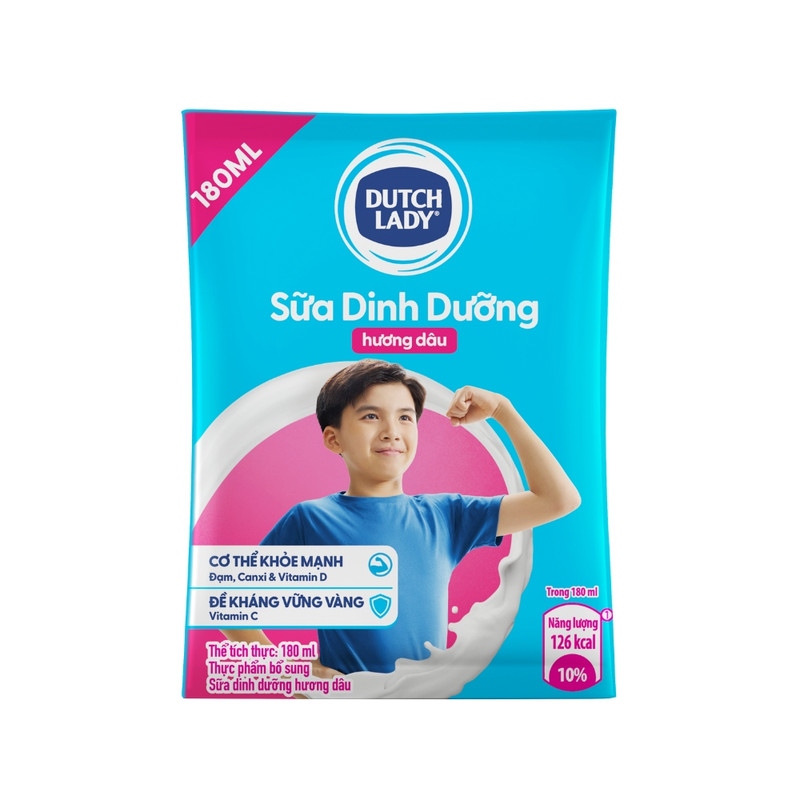 180ML
DUTCH
LADY®
Sữa Dinh Dưỡng
hương dâu
CƠ THỂ KHỎE MẠNH
Đạm, Canxi & Vitamin D
ĐỀ KHÁNG VỮNG VÀNG
Vitamin C
Thể tích thực: 180 ml
Thực phẩm bổ sung
Sữa dinh dưỡng hương dâu
Trong 180 ml
Năng lượng
126 kcal
10%
1